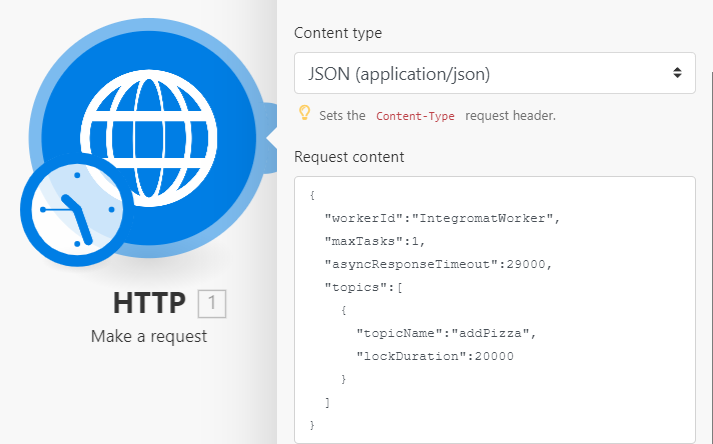 Content type
JSON (application/json)
Sets the Content-Type request header.
Request content
{
"workerId":"IntegromatWorker",
"maxTasks":1,
"asyncResponseTimeout":29000,
"topics":[
{
"topicName":"addPizza",
"lockDuration":20000
}
]
}
HTTP 1
Make a request